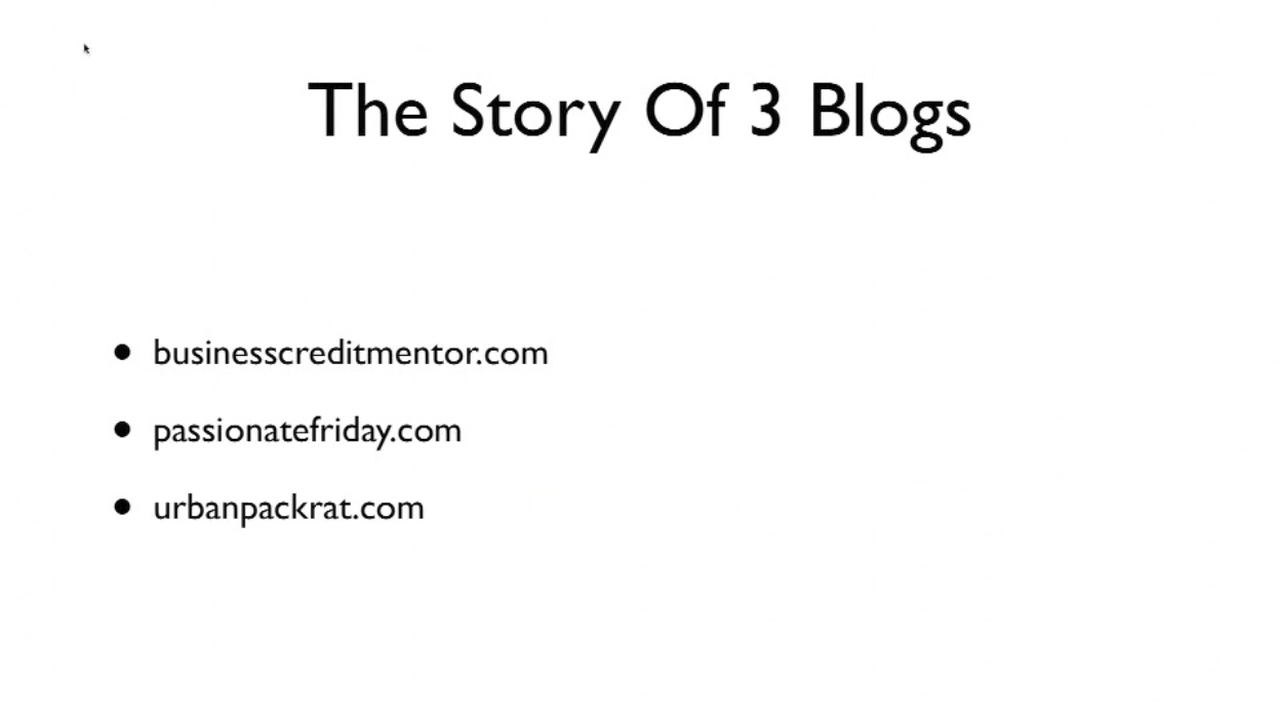 The Story Of 3 Blogs
• businesscreditmentor.com
• passionatefriday.com
• urbanpackrat.com